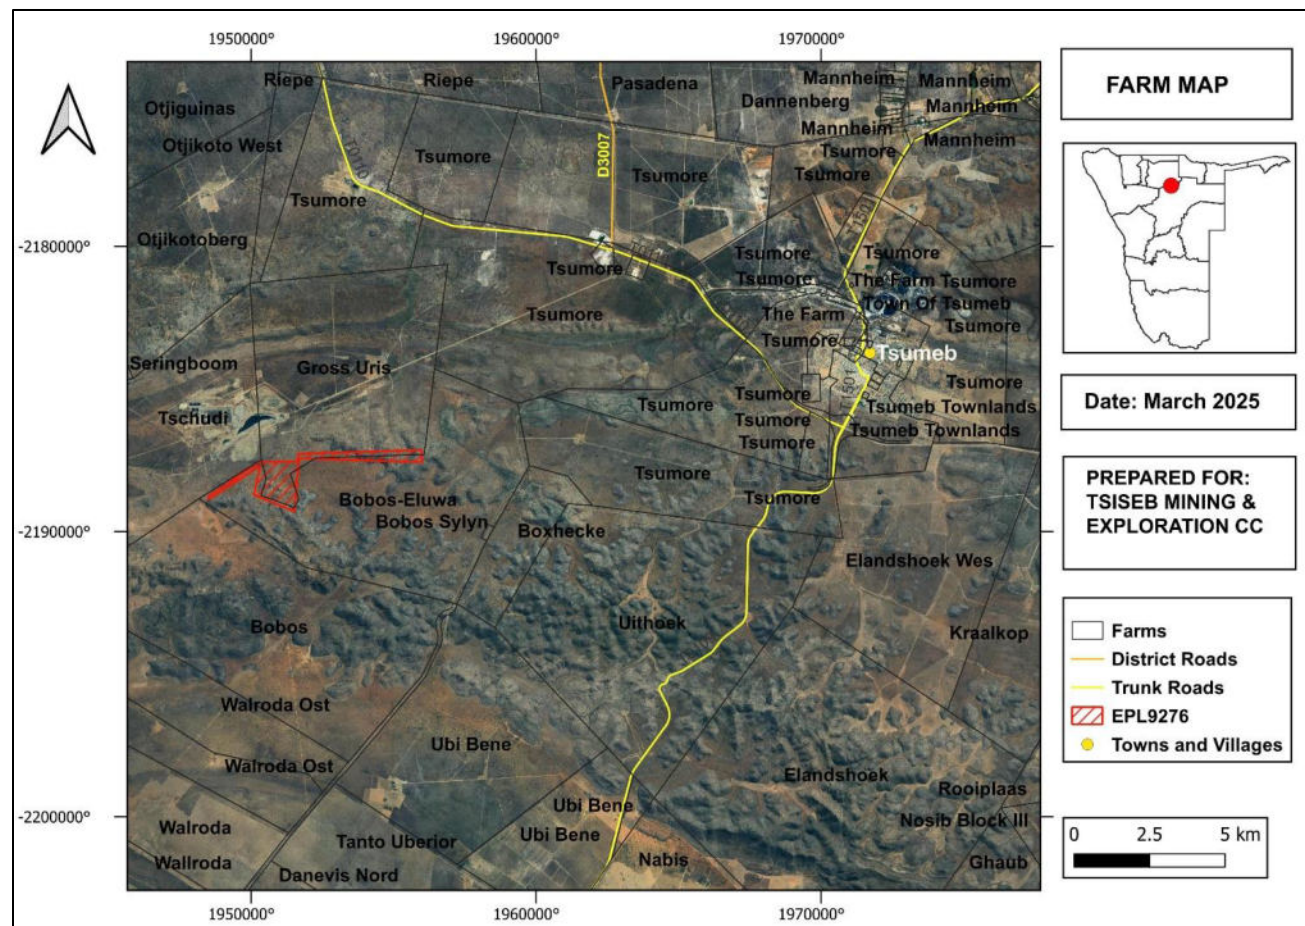 1950000° 1960000° 1970000°
Riepe Riepe Pasadena Mannheim Mannheim
Otjiguinas Dannenberg Mannheim
Otjikoto West Mannheim Mannheim
Tsumore Tsumore
D3007
Tsumore Tsumore Tsumore
Otjikotoberg
-2180000° -2180000°
Tsumore Tsumore
Tsumore Tsumore The Farm Tsumore
Tsumore The Farm Town Of Tsumeb
Tsumore Tsumore
T1501
Seringboom Gross Uris Tsumeb
Tschudi Tsumore Tsumore Tsumore
T1501
Tsumore Tsumeb Townlands
Tsumore Tsumeb Townlands
Tsumore
Bobos-Eluwa Tsumore
Bobos Sylyn
-2190000° Boxhecke -2190000°
Elandshoek Wes
Bobos Uithoek Kraalkop
Walroda Ost
Ubi Bene
Walroda Ost Elandshoek
Rooiplaas
Ubi Bene
-2200000° Nosib Block III -2200000°
Walroda Tanto Uberior Ubi Bene
Wallroda Nabis Ghaub
Danevis Nord
1950000° 1960000° 1970000°
FARM MAP
Date: March 2025
PREPARED FOR:
TSISEB MINING &
EXPLORATION CC
Farms
District Roads
Trunk Roads
EPL9276
Towns and Villages
0 2.5 5 km